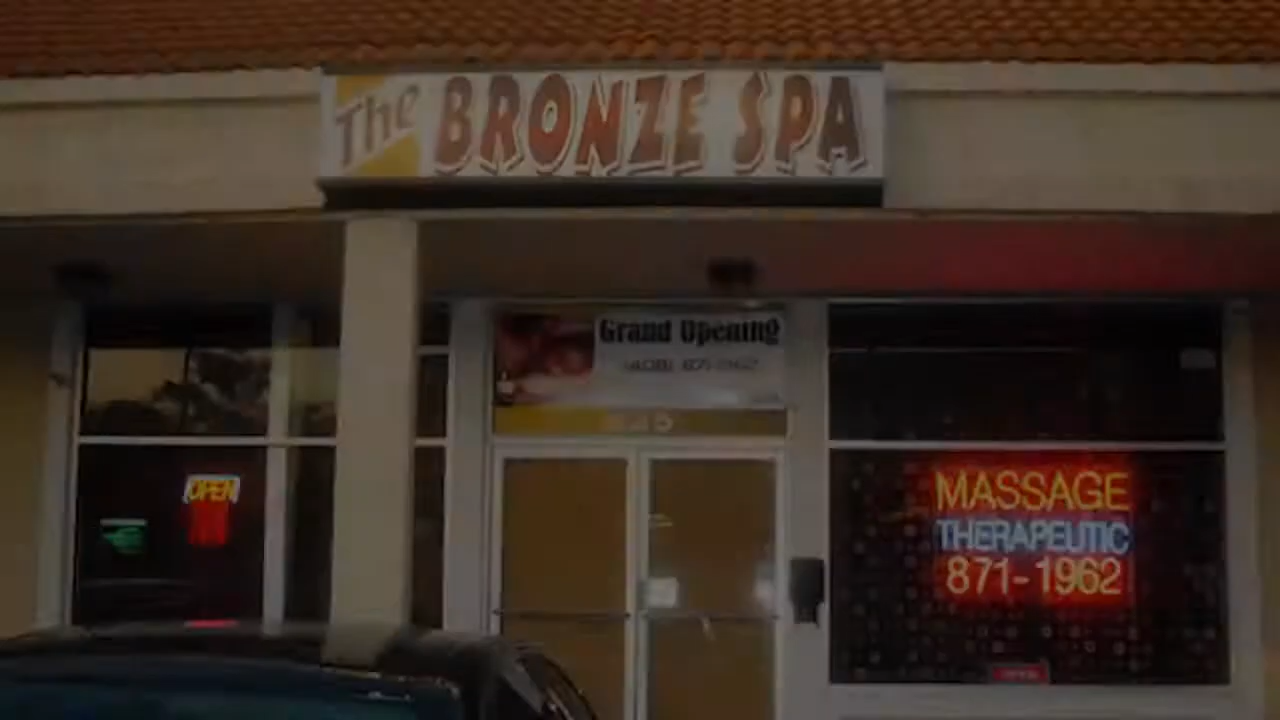 The BRONZE SPA
Grand Opening
OPEN
MASSAGE
THERAPEUTIC
871-1962